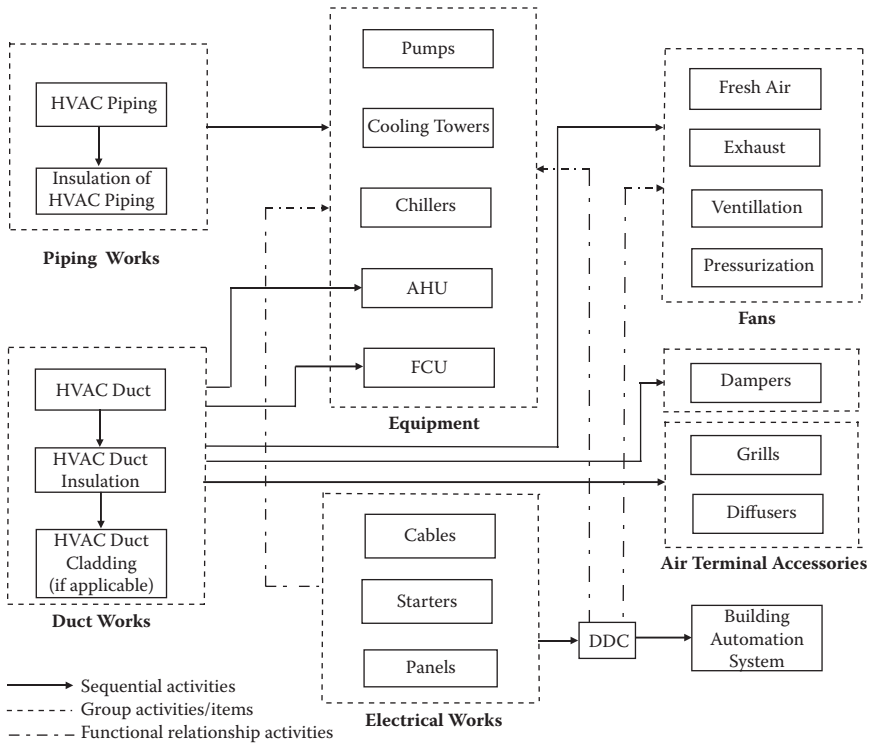 HVAC Piping
Insulation of
HVAC Piping
Piping Works
HVAC Duct
HVAC Duct
Insulation
HVAC Duct
Cladding
(if applicable)
Duct Works
Pumps
Cooling Towers
Chillers
AHU
FCU
Equipment
Cables
Starters
Panels
Electrical Works
DDC
Fresh Air
Exhaust
Ventillation
Pressurization
Fans
Dampers
Grills
Diffusers
Air Terminal Accessories
Building
Automation
System
Sequential activities
Group activities/items
Functional relationship activities